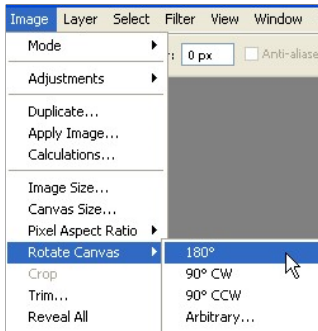 Image Layer Select Filter View Window
Mode
: 0 px Anti-aliase
Adjustments
Duplicate...
Apply Image...
Calculations...
Image Size...
Canvas Size...
Pixel Aspect Ratio
Rotate Canvas 180°
Crop 90° CW
Trim... 90° CCW
Reveal All Arbitrary...